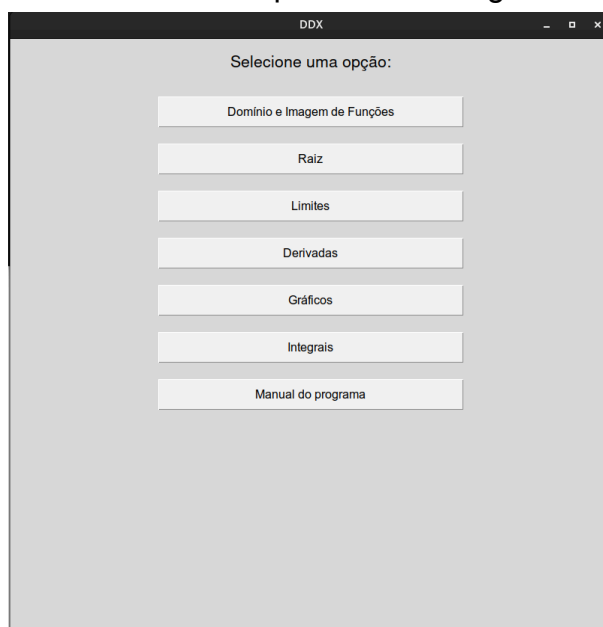 DDX
Selecione uma opção:
Domínio e Imagem de Funções
Raiz
Limites
Derivadas
Gráficos
Integrais
Manual do programa